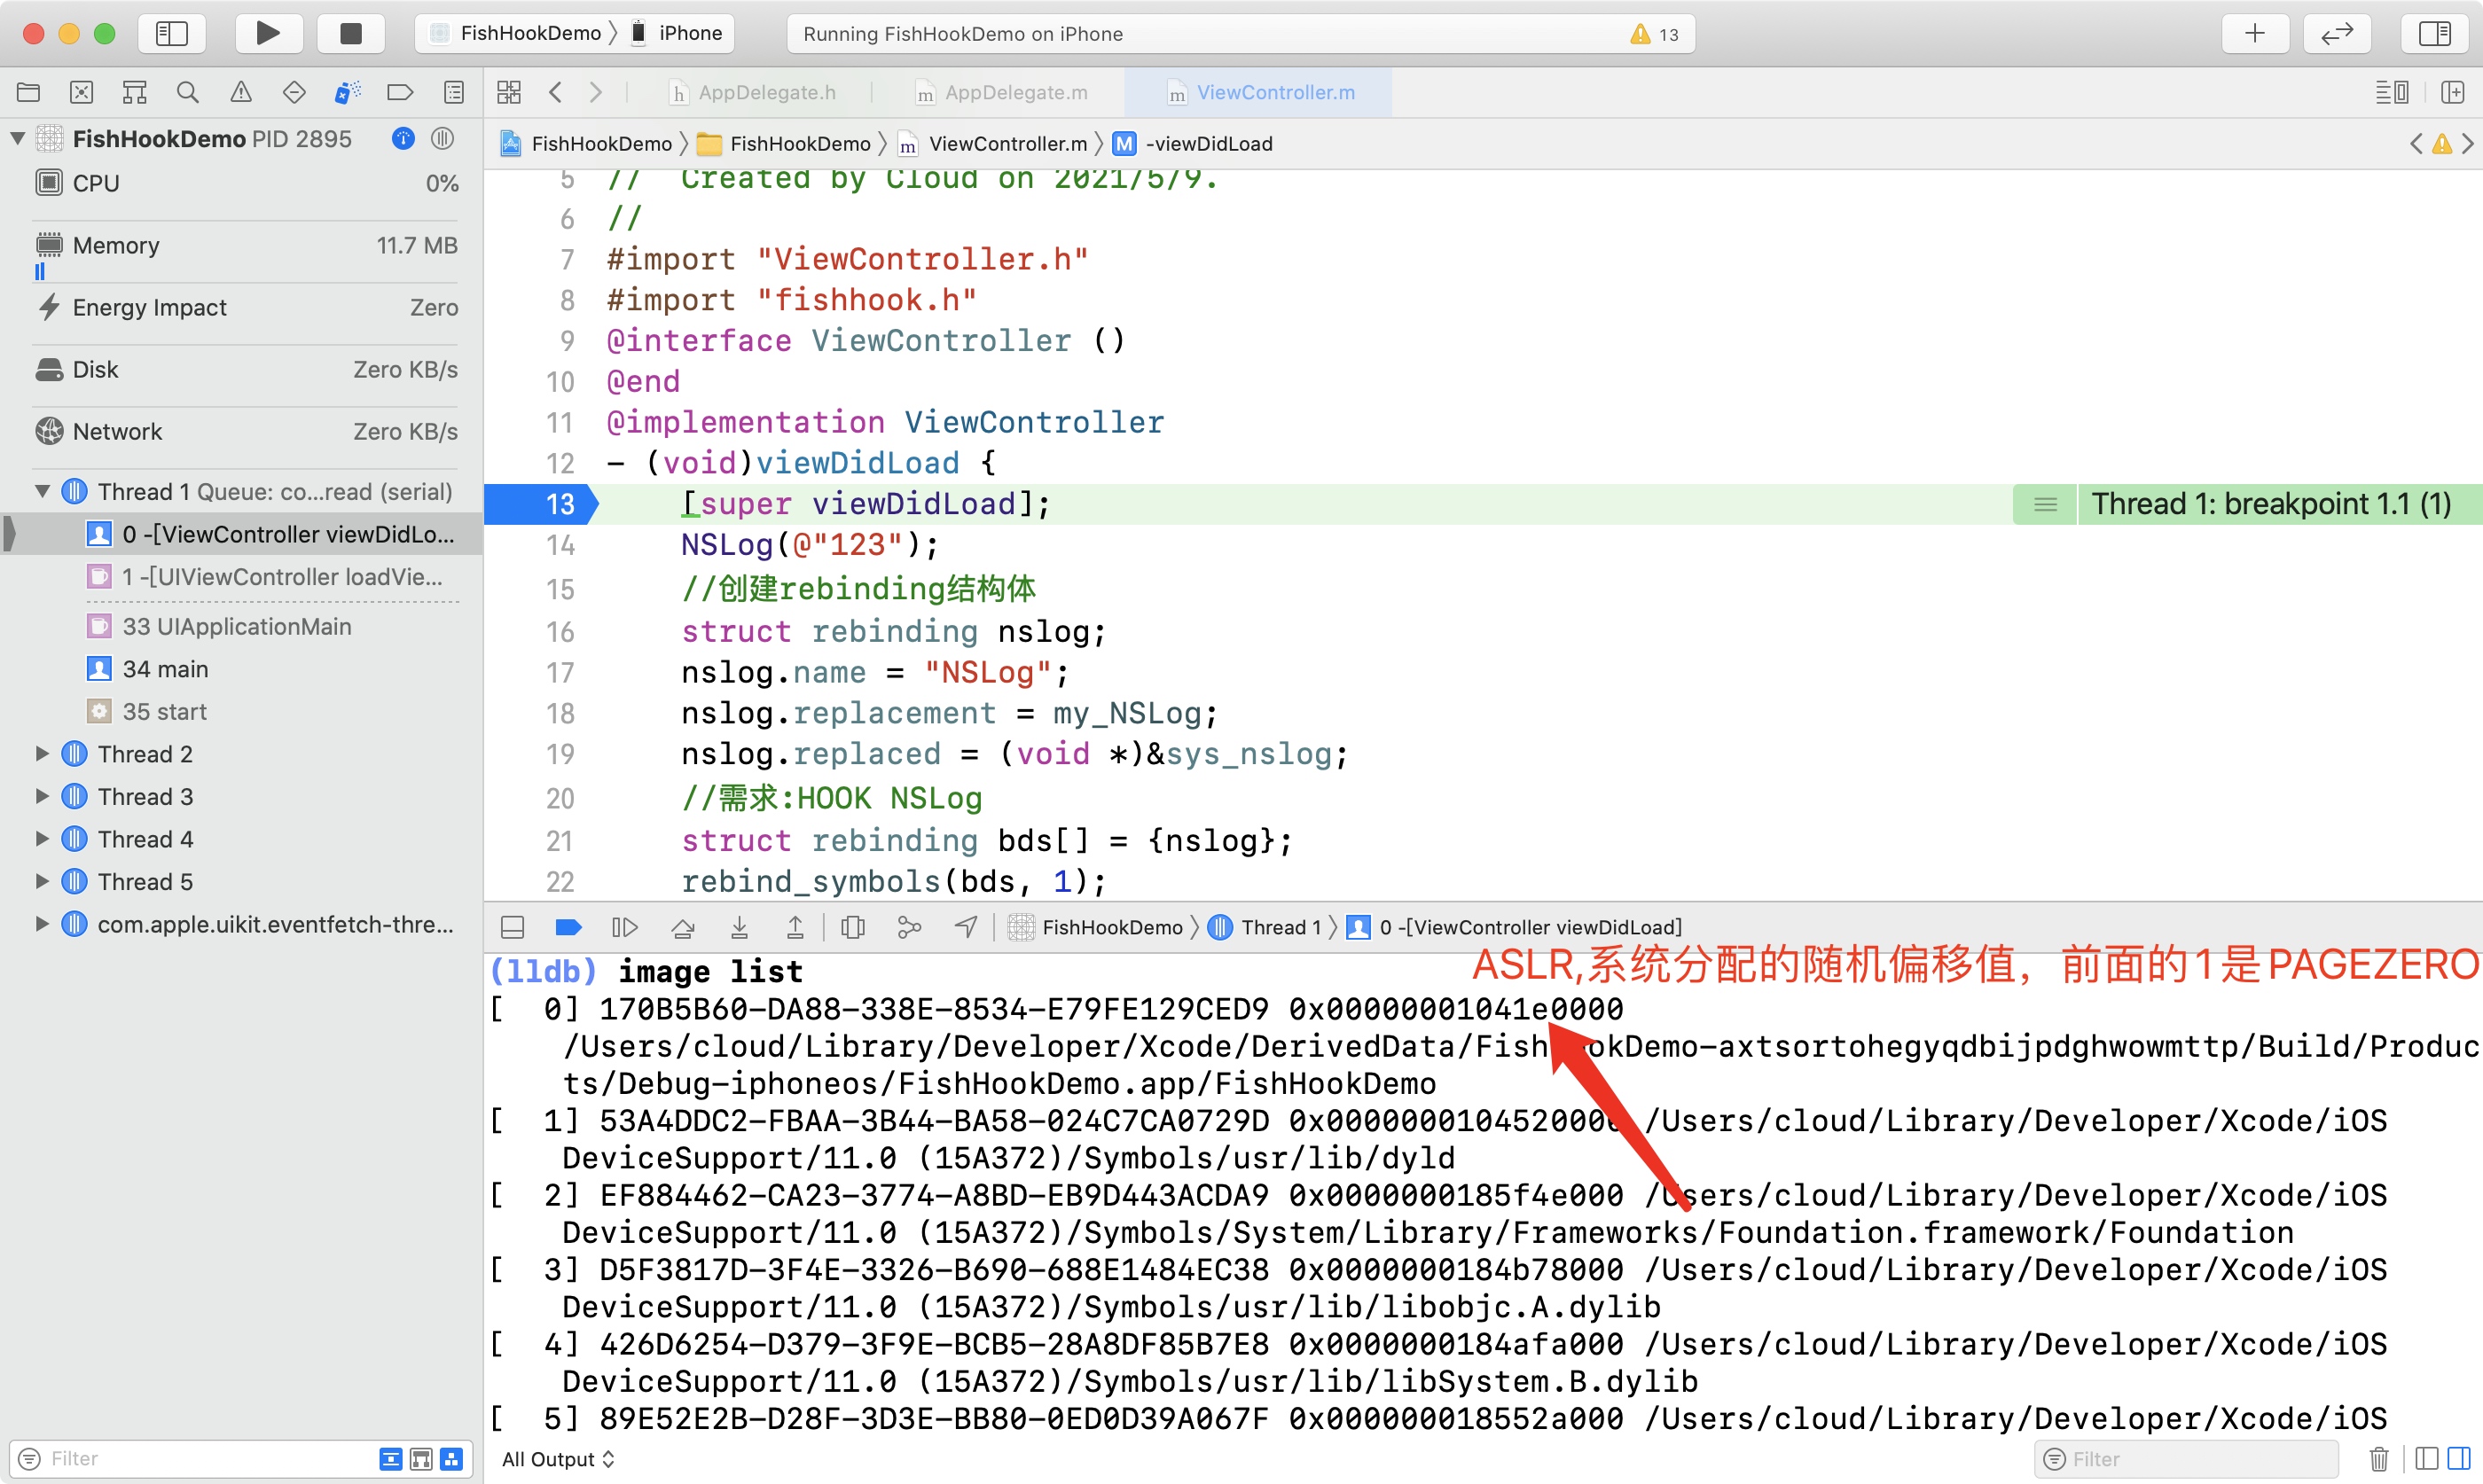 FishHookDemo 〉 iPhone
Running FishHookDemo on iPhone
13
AppDelegate.h
AppDelegate.m
ViewController.m
FishHookDemo PID 2895
FishHookDemo 〉 FishHookDemo 〉 ViewController.m 〉 M -viewDidLoad
CPU 0%
Memory 11.7 MB
Energy Impact Zero
Disk Zero KB/s
Network Zero KB/s
Thread 1 Queue: co...read (serial)
0 -[ViewController viewDidLo...
1 -[UIViewController loadVie...
33 UIApplicationMain
34 main
35 start
Thread 2
Thread 3
Thread 4
Thread 5
com.apple.uikit.eventfetch-thre...
Filter
5 //  Created by Cloud on 2021/5/9.
6 //
7 #import "ViewController.h"
8 #import "fishhook.h"
9 @interface ViewController ()
10 @end
11 @implementation ViewController
12 - (void)viewDidLoad {
13     [super viewDidLoad];
Thread 1: breakpoint 1.1 (1)
14     NSLog(@"123");
15     //创建rebinding结构体
16     struct rebinding nslog;
17     nslog.name = "NSLog";
18     nslog.replacement = my_NSLog;
19     nslog.replaced = (void *)&sys_nslog;
20     //需求:HOOK NSLog
21     struct rebinding bds[] = {nslog};
22     rebind_symbols(bds, 1);
FishHookDemo 〉 Thread 1 〉 0 -[ViewController viewDidLoad]
(lldb) image list
ASLR,系统分配的随机偏移值，前面的1是PAGEZERO
[  0] 170B5B60-DA88-338E-8534-E79FE129CED9 0x00000001041e0000
/Users/cloud/Library/Developer/Xcode/DerivedData/Fish okDemo-axtsortohegyqdbijpdghwowmttp/Build/Produc
ts/Debug-iphoneos/FishHookDemo.app/FishHookDemo
[  1] 53A4DDC2-FBAA-3B44-BA58-024C7CA0729D 0x0000000104520000 /Users/cloud/Library/Developer/Xcode/iOS
DeviceSupport/11.0 (15A372)/Symbols/usr/lib/dyld
[  2] EF884462-CA23-3774-A8BD-EB9D443ACDA9 0x0000000185f4e000 /Users/cloud/Library/Developer/Xcode/iOS
DeviceSupport/11.0 (15A372)/Symbols/System/Library/Frameworks/Foundation.framework/Foundation
[  3] D5F3817D-3F4E-3326-B690-688E1484EC38 0x0000000184b78000 /Users/cloud/Library/Developer/Xcode/iOS
DeviceSupport/11.0 (15A372)/Symbols/usr/lib/libobjc.A.dylib
[  4] 426D6254-D379-3F9E-BCB5-28A8DF85B7E8 0x0000000184afa000 /Users/cloud/Library/Developer/Xcode/iOS
DeviceSupport/11.0 (15A372)/Symbols/usr/lib/libSystem.B.dylib
[  5] 89E52E2B-D28F-3D3E-BB80-0ED0D39A067F 0x000000018552a000 /Users/cloud/Library/Developer/Xcode/iOS
All Output
Filter